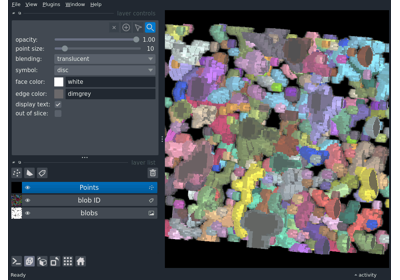 File View Plugins Window Help
layer controls
opacity: 1.00
point size: 10
blending: translucent
symbol: disc
face color: white
edge color: dimgrey
display text:
out of slice:
layer list
Points
blob ID
blobs
Ready
activity